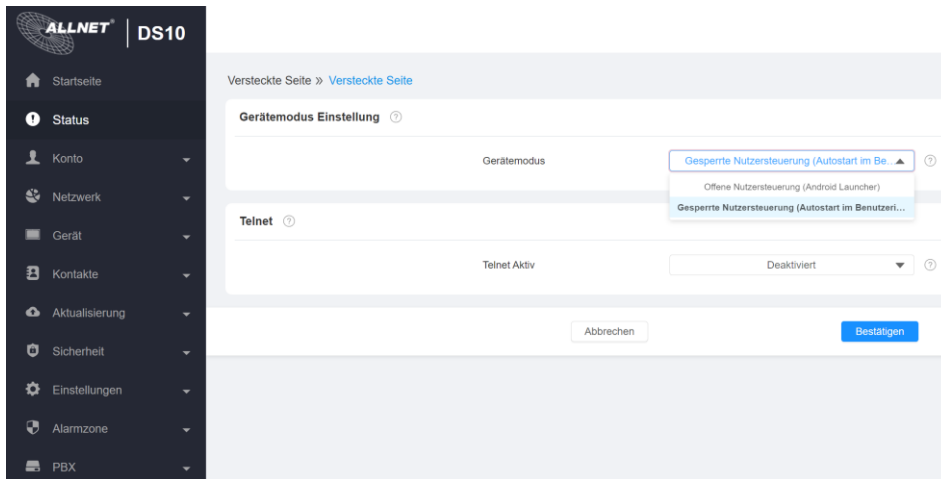 ALLNET® | DS10
Startseite
Status
Konto
Netzwerk
Gerät
Kontakte
Aktualisierung
Sicherheit
Einstellungen
Alarmzone
PBX
Versteckte Seite » Versteckte Seite
Gerätemodus Einstellung ?
Gerätemodus
Gesperrte Nutzersteuerung (Autostart im Be... ?
Offene Nutzersteuerung (Android Launcher)
Gesperrte Nutzersteuerung (Autostart im Benutzeri...
Telnet ?
Telnet Aktiv
Deaktiviert ?
Abbrechen
Bestätigen